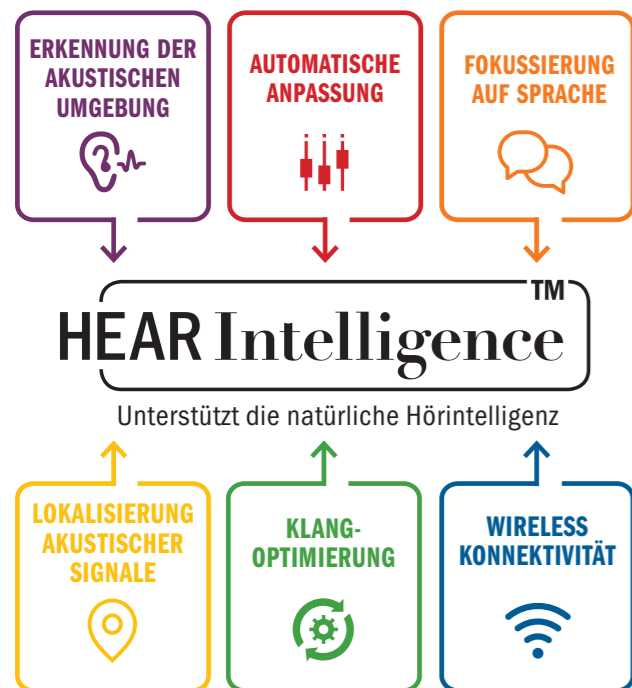 ERKENNUNG DER
AKUSTISCHEN
UMGEBUNG
AUTOMATISCHE
ANPASSUNG
FOKUSSIERUNG
AUF SPRACHE
HEAR Intelligence™
Unterstützt die natürliche Hörintelligenz
LOKALISIERUNG
AKUSTISCHER
SIGNALE
KLANG-
OPTIMIERUNG
WIRELESS
KONNEKTIVITÄT